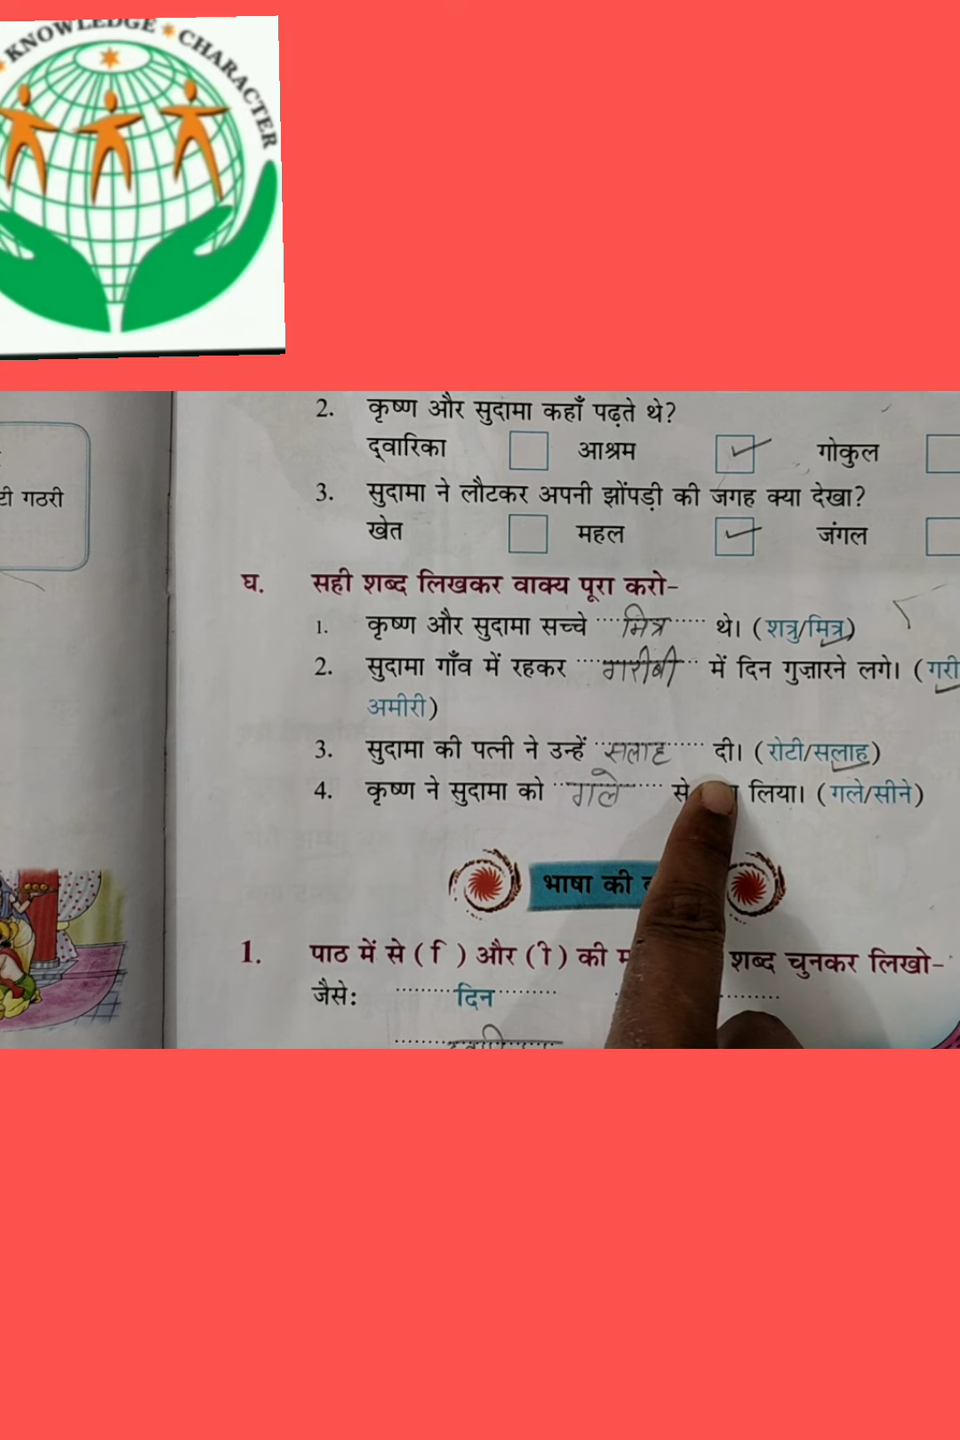 KNOWLEDGE ★ CHARACTER
2. कृष्ण और सुदामा कहाँ पढ़ते थे?
द्वारिका आश्रम ✓ गोकुल
टी गठरी
3. सुदामा ने लौटकर अपनी झोंपड़ी की जगह क्या देखा?
खेत महल ✓ जंगल
घ. सही शब्द लिखकर वाक्य पूरा करो-
1. कृष्ण और सुदामा सच्चे मित्र थे। (शत्रु/मित्र)
2. सुदामा गाँव में रहकर गरीबी में दिन गुज़ारने लगे। (गरी
अमीरी)
3. सुदामा की पत्नी ने उन्हें सलाह दी। (रोटी/सलाह)
4. कृष्ण ने सुदामा को गले से लिया। (गले/सीने)
भाषा की
1. पाठ में से (ि) और (ी) की शब्द चुनकर लिखो-
जैसे: दिन